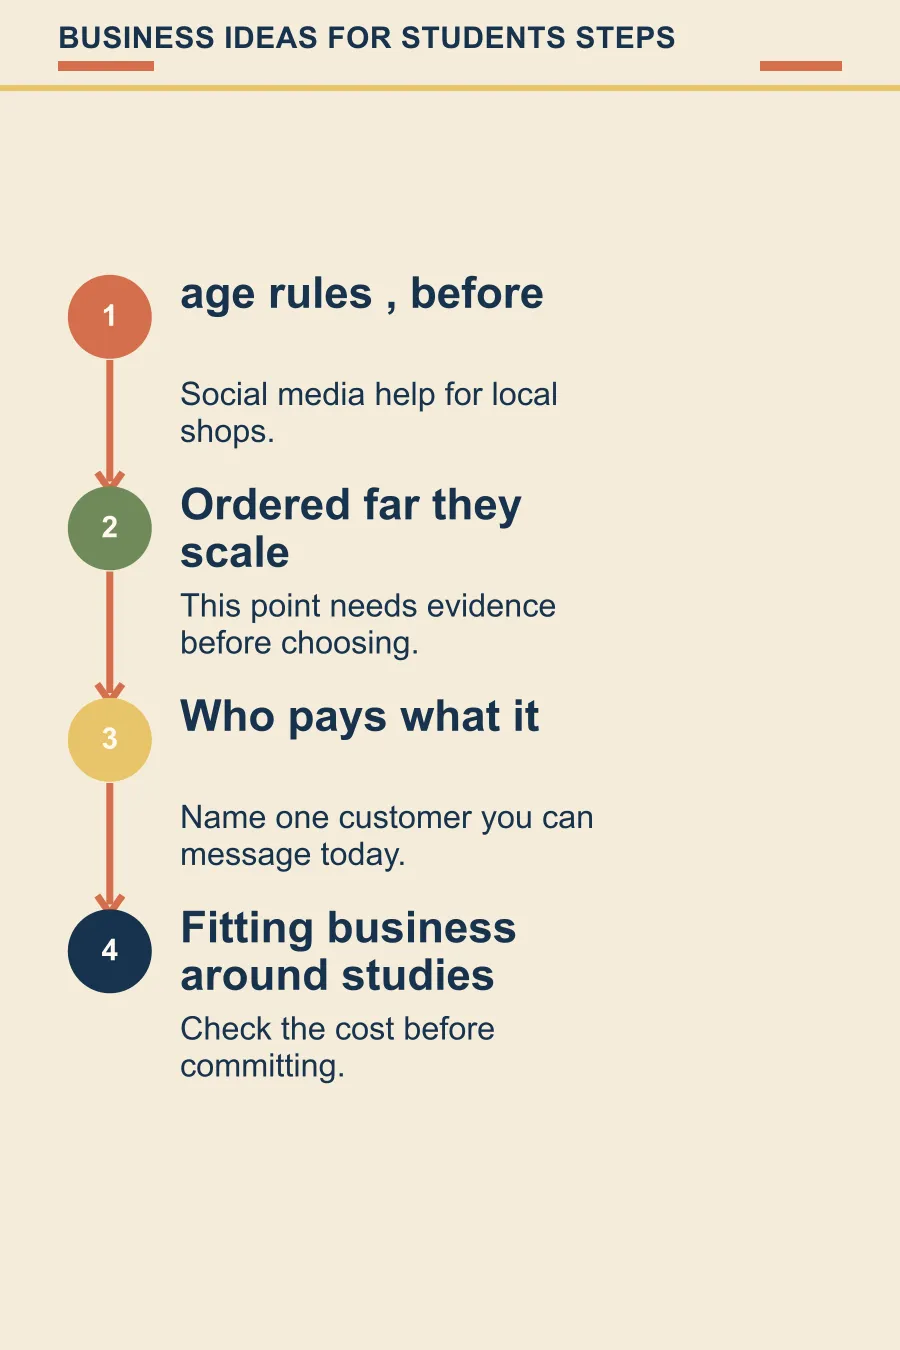 BUSINESS IDEAS FOR STUDENTS STEPS
1
age rules , before
Social media help for local
shops.
2
Ordered far they
scale
This point needs evidence
before choosing.
3
Who pays what it
Name one customer you can
message today.
4
Fitting business
around studies
Check the cost before
committing.